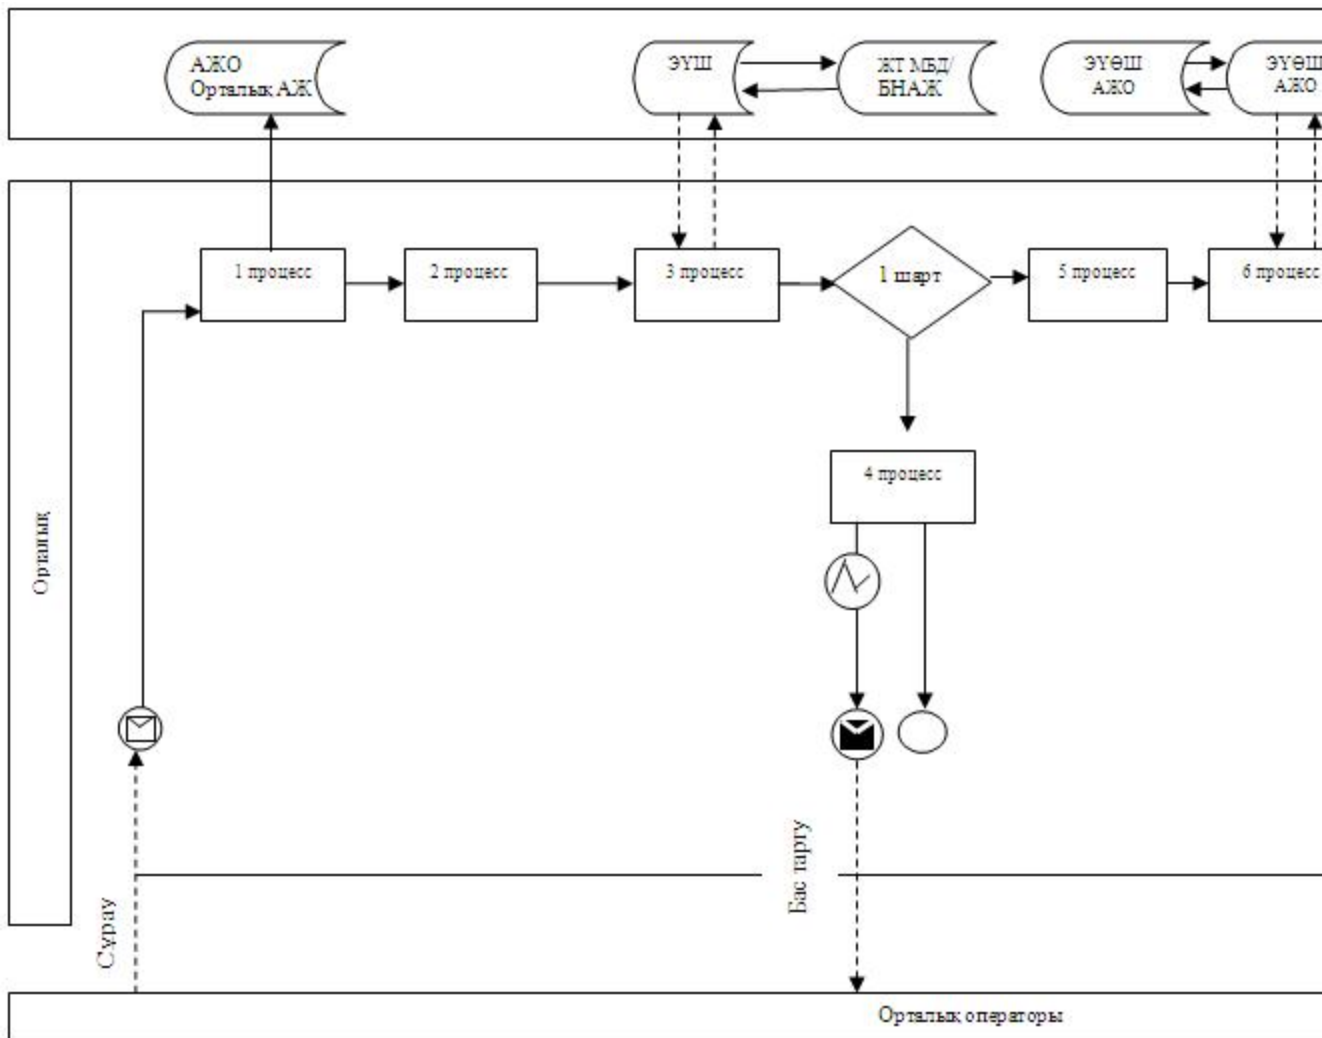 АЖО
Орталық АЖ
ЭҮШ
ЖТ МБД/
БНАЖ
ЭҮӨШ
АЖО
ЭҮӨШ
АЖО
1 процесс
2 процесс
3 процесс
1 шарт
5 процесс
6 процесс
4 процесс
Орталық
Сұрау
Бас тарту
Орталық операторы